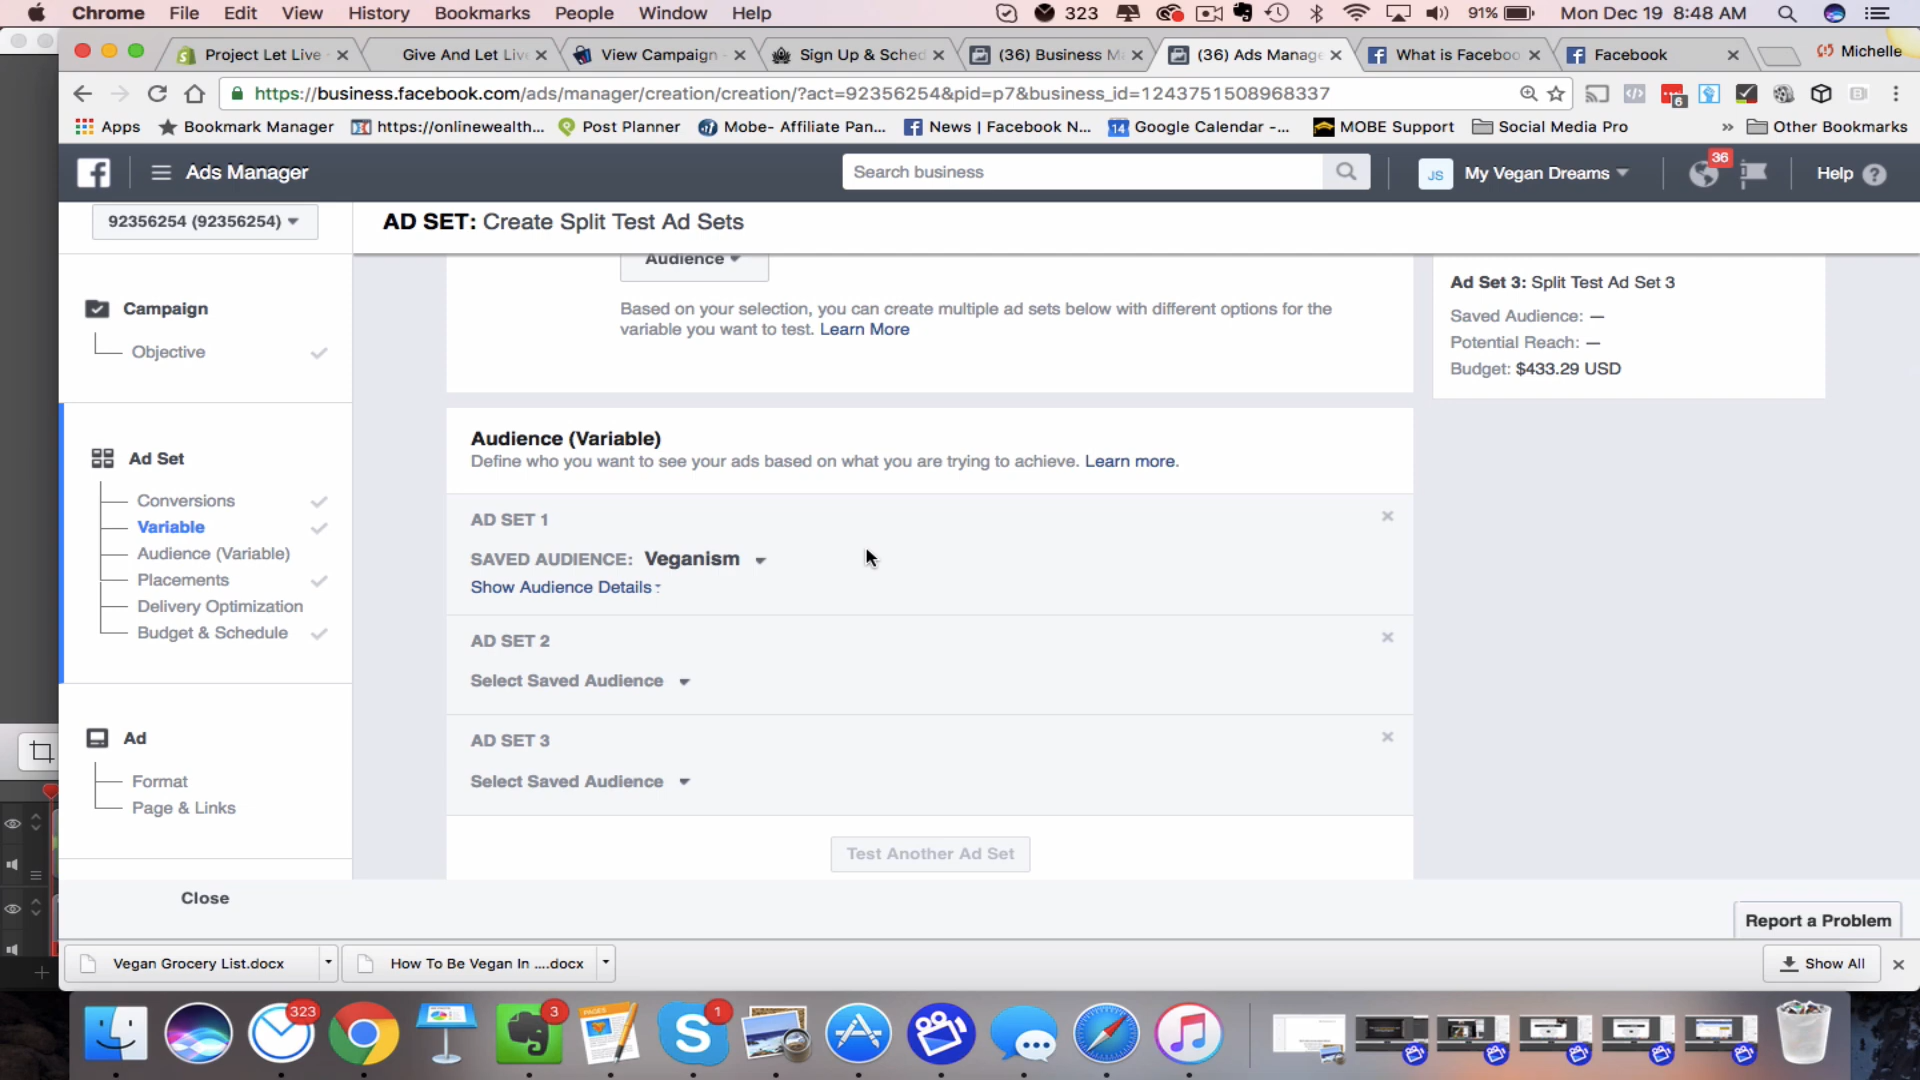 Chrome File Edit View History Bookmarks People Window Help 323 91% Mon Dec 19 8:48 AM
Project Let Live - Give And Let Live View Campaign - Sign Up & Sched (36) Business M (36) Ads Manage What is Faceboo Facebook Michelle
https://business.facebook.com/ads/manager/creation/creation/?act=92356254&pid=p7&business_id=1243751508968337 6
Apps Bookmark Manager https://onlinewealth... Post Planner Mobe- Affiliate Pan... News | Facebook N... 14 Google Calendar -... MOBE Support Social Media Pro » Other Bookmarks
Ads Manager Search business JS My Vegan Dreams 36 Help ?
92356254 (92356254) AD SET: Create Split Test Ad Sets
Audience
Based on your selection, you can create multiple ad sets below with different options for the
variable you want to test. Learn More
Ad Set 3: Split Test Ad Set 3
Saved Audience: —
Potential Reach: —
Budget: $433.29 USD
Campaign
Objective
Ad Set
Conversions
Variable
Audience (Variable)
Placements
Delivery Optimization
Budget & Schedule
Ad
Format
Page & Links
Audience (Variable)
Define who you want to see your ads based on what you are trying to achieve. Learn more.
AD SET 1
SAVED AUDIENCE: Veganism
Show Audience Details
AD SET 2
Select Saved Audience
AD SET 3
Select Saved Audience
Test Another Ad Set
Close
Report a Problem
Vegan Grocery List.docx How To Be Vegan In ....docx Show All
323 3 PAGES 1